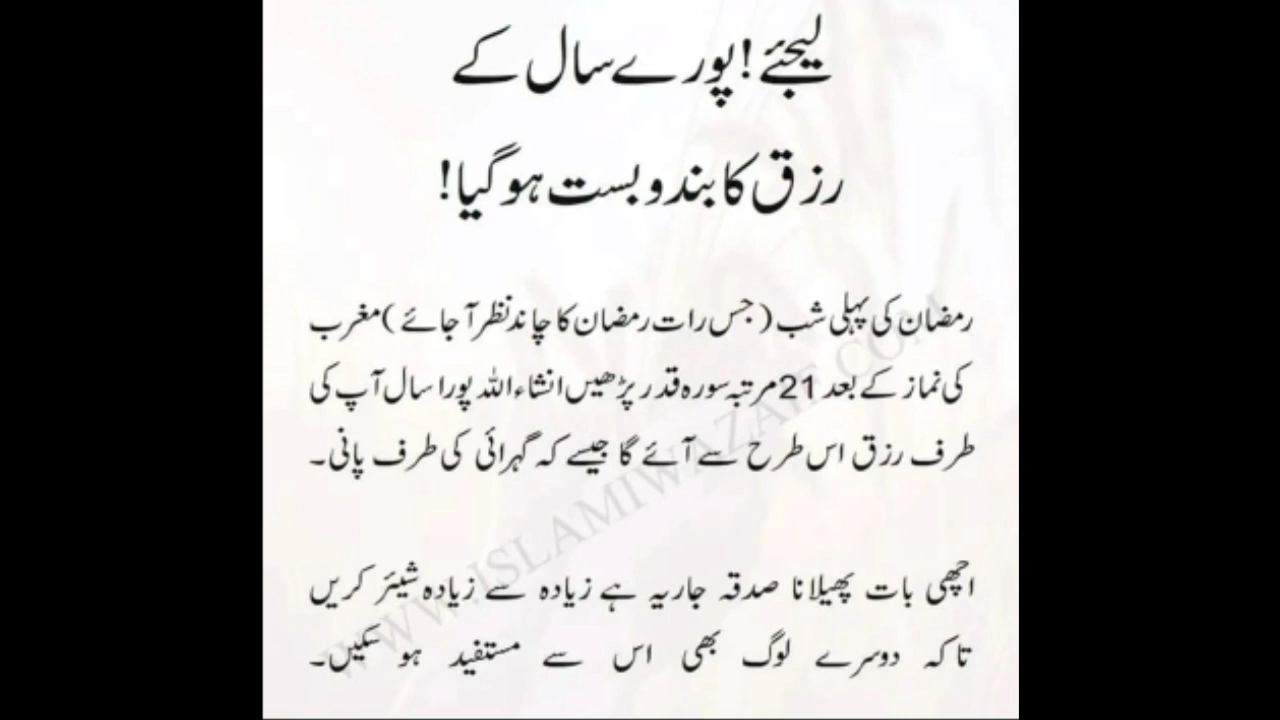 لیجئے! پورے سال کے
رزق کا بندوبست ہوگیا!
رمضان کی پہلی شب (جس رات رمضان کا چاند نظر آجائے) مغرب
کی نماز کے بعد 21 مرتبہ سورہ قدر پڑھیں انشاءاللہ پورا سال آپ کی
طرف رزق اس طرح سے آئے گا جیسے کہ گہرائی کی طرف پانی۔
اچھی بات پھیلانا صدقہ جاریہ ہے زیادہ سے زیادہ شیئر کریں
تاکہ دوسرے لوگ بھی اس سے مستفید ہو سکیں۔
WWW.ISLAMIWAZAIF.COM